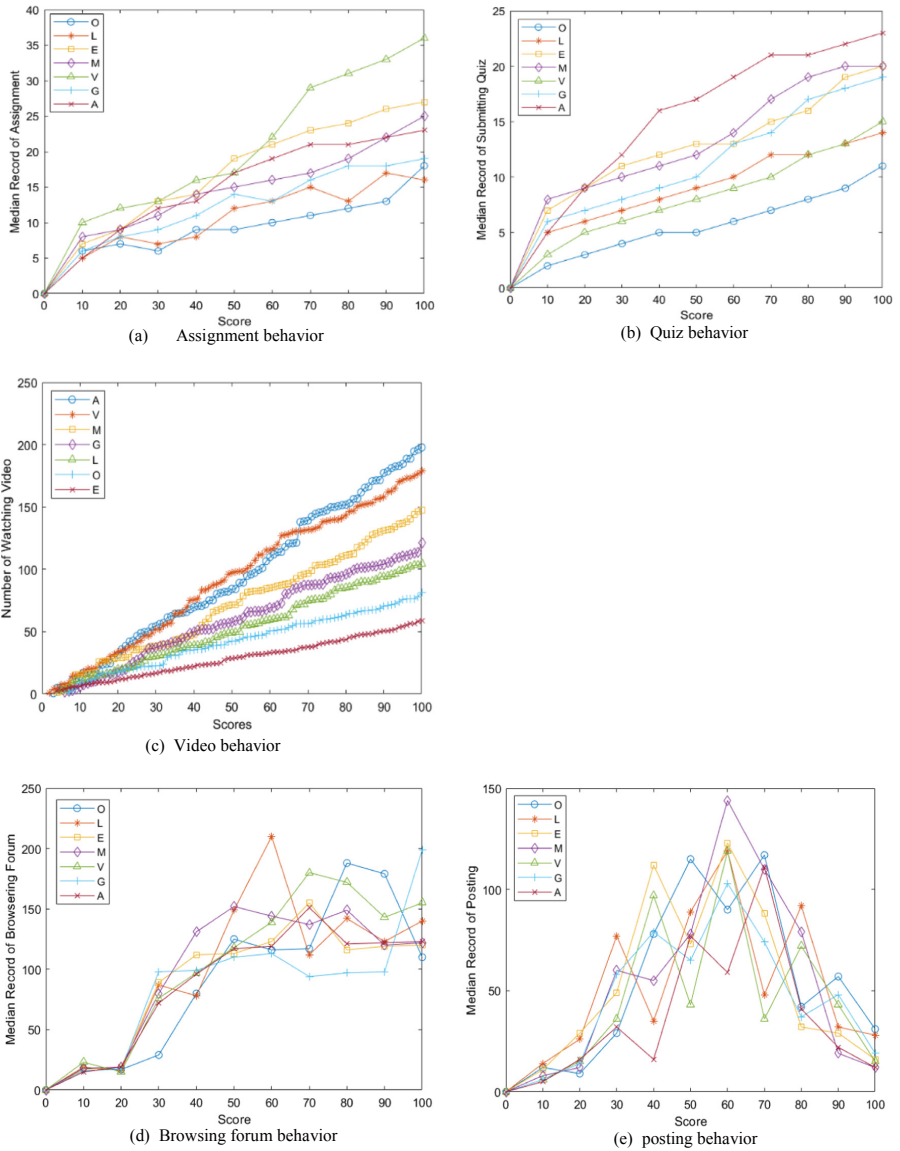 40
35
30
25
20
15
10
5
0
Median Record of Assignment
O
L
E
M
V
G
A
0 10 20 30 40 50 60 70 80 90 100
Score
(a) Assignment behavior
25
20
15
10
5
0
Median Record of Submitting Quiz
O
L
E
M
V
G
A
0 10 20 30 40 50 60 70 80 90 100
Score
(b) Quiz behavior
250
200
150
100
50
0
Number of Watching Video
A
V
M
G
L
O
E
0 10 20 30 40 50 60 70 80 90 100
Scores
(c) Video behavior
250
200
150
100
50
0
Median Record of Browsering Forum
O
L
E
M
V
G
A
0 10 20 30 40 50 60 70 80 90 100
Score
(d) Browsing forum behavior
150
100
50
0
Median Record of Posting
O
L
E
M
V
G
A
0 10 20 30 40 50 60 70 80 90 100
Score
(e) posting behavior